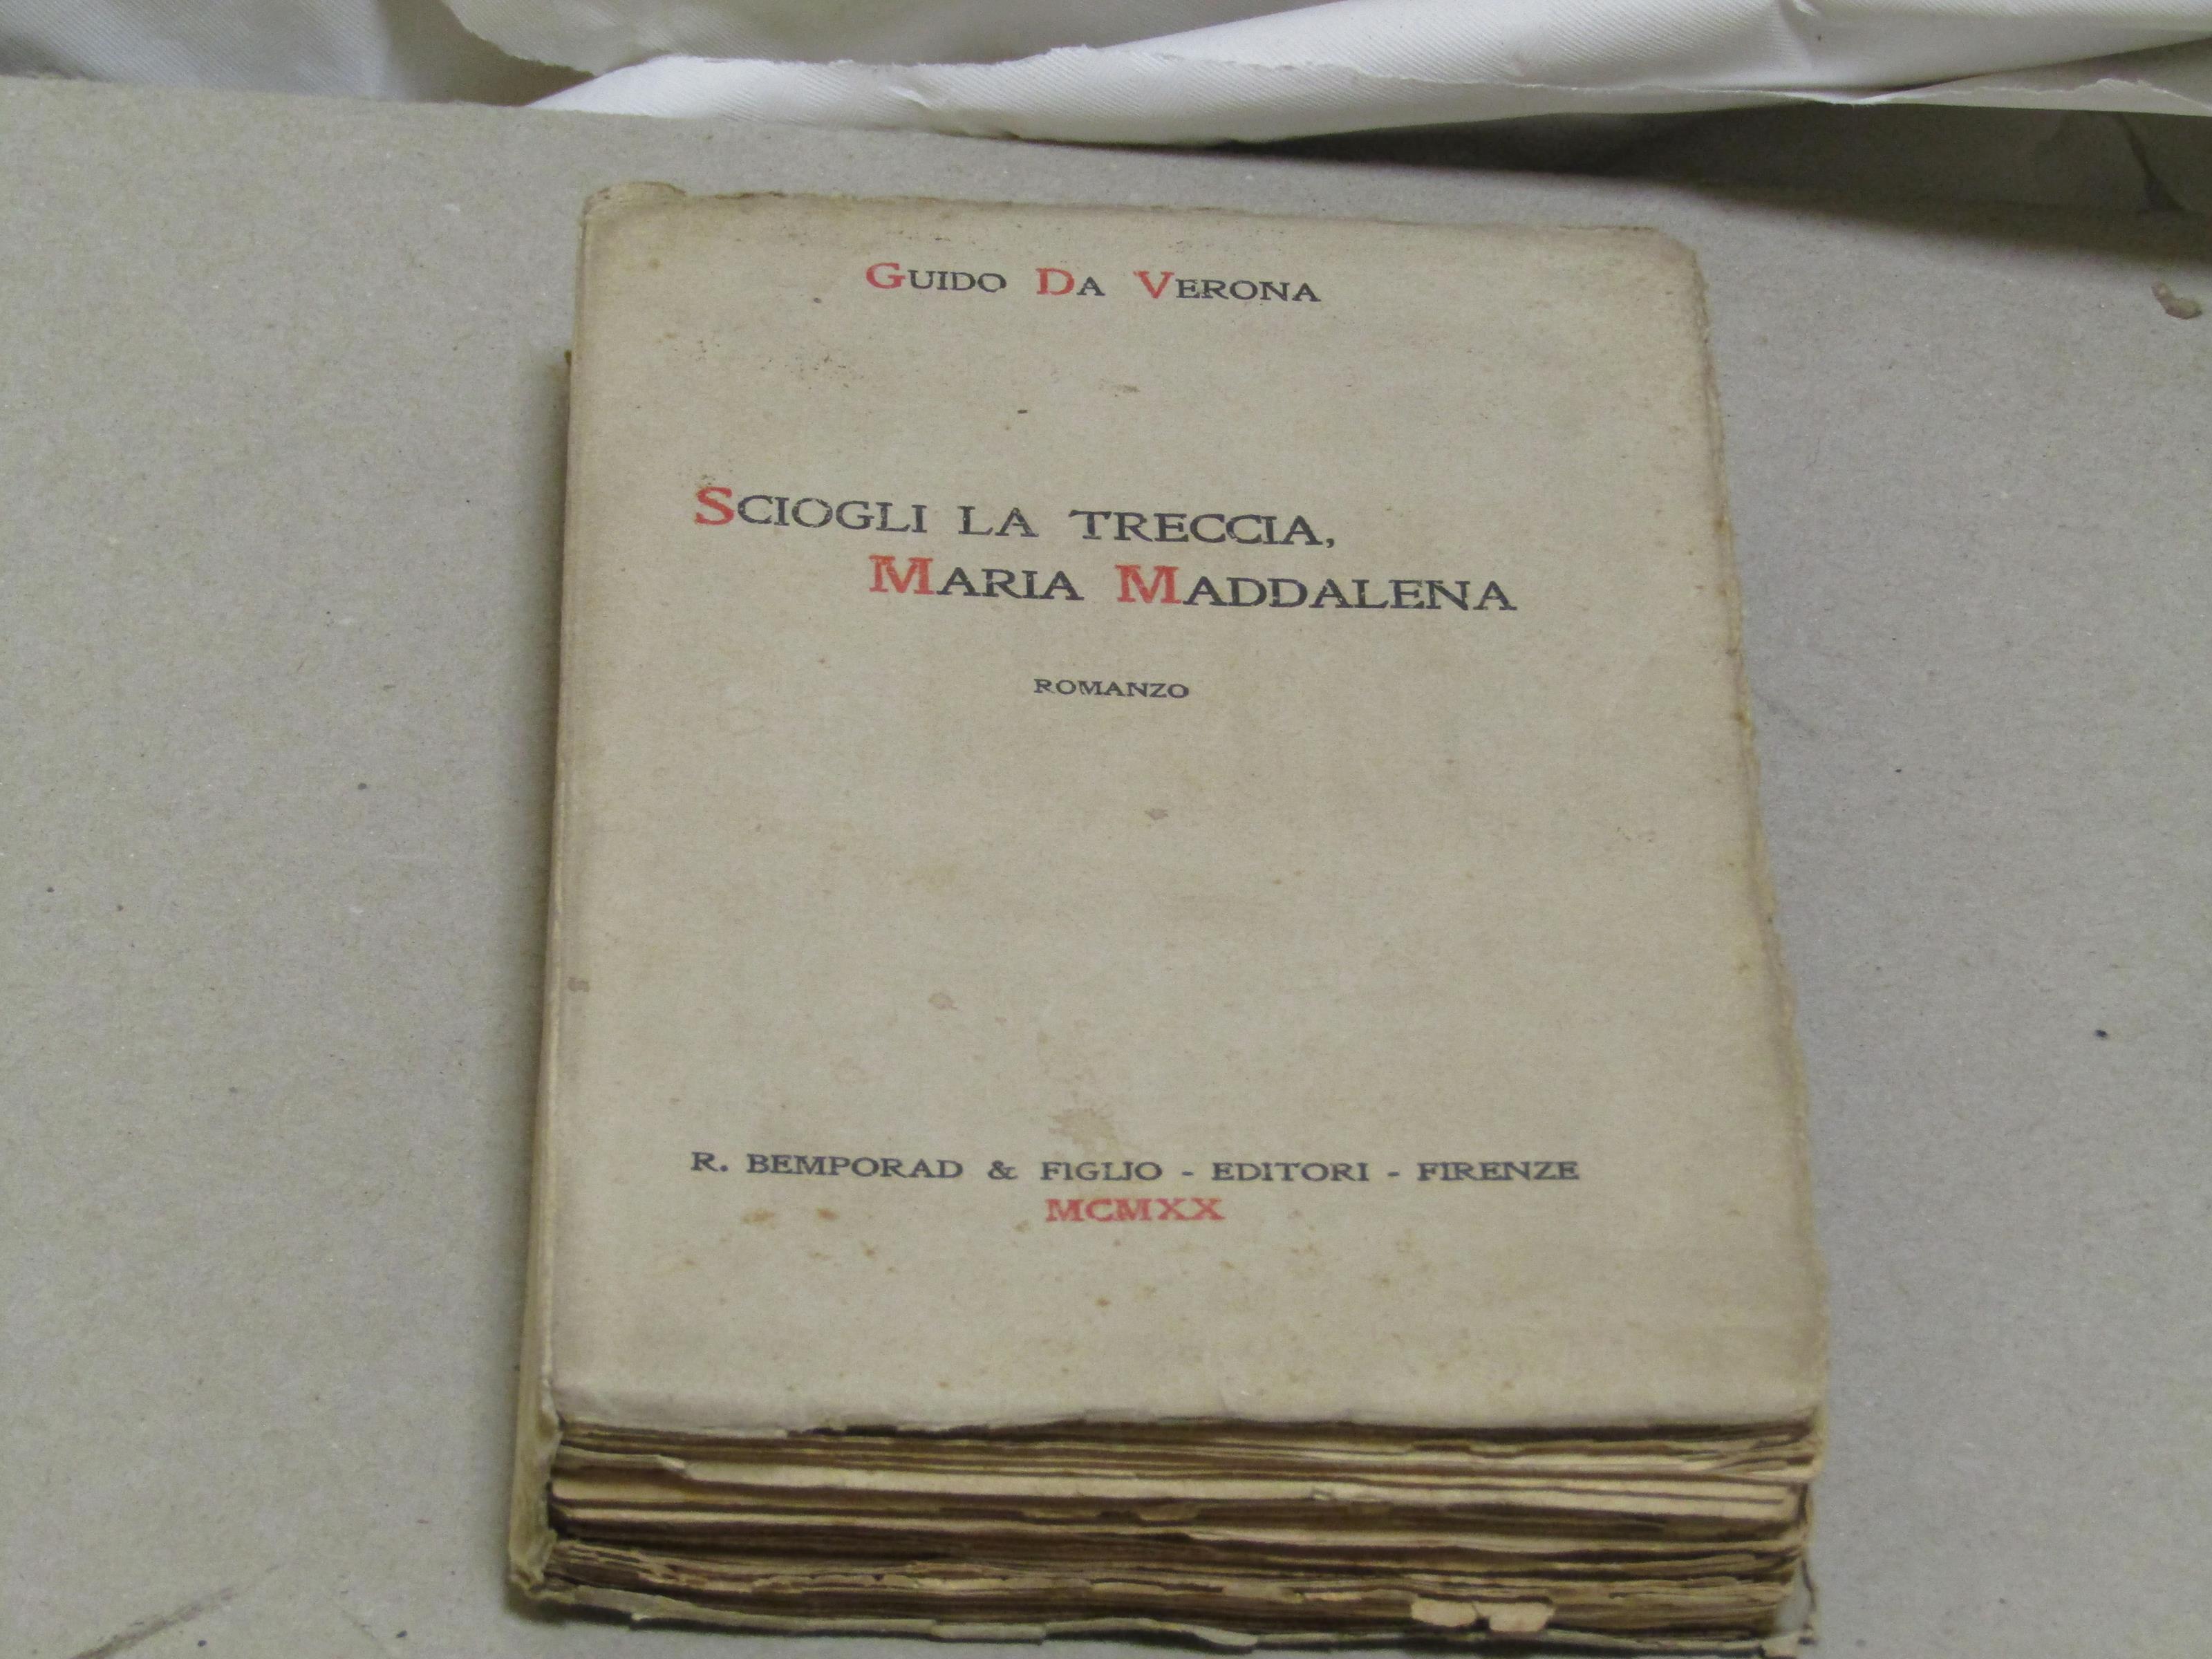 GUIDO DA VERONA
SCIOGLI LA TRECCIA,
MARIA MADDALENA
ROMANZO
R. BEMPORAD & FIGLIO - EDITORI - FIRENZE
MCMXX